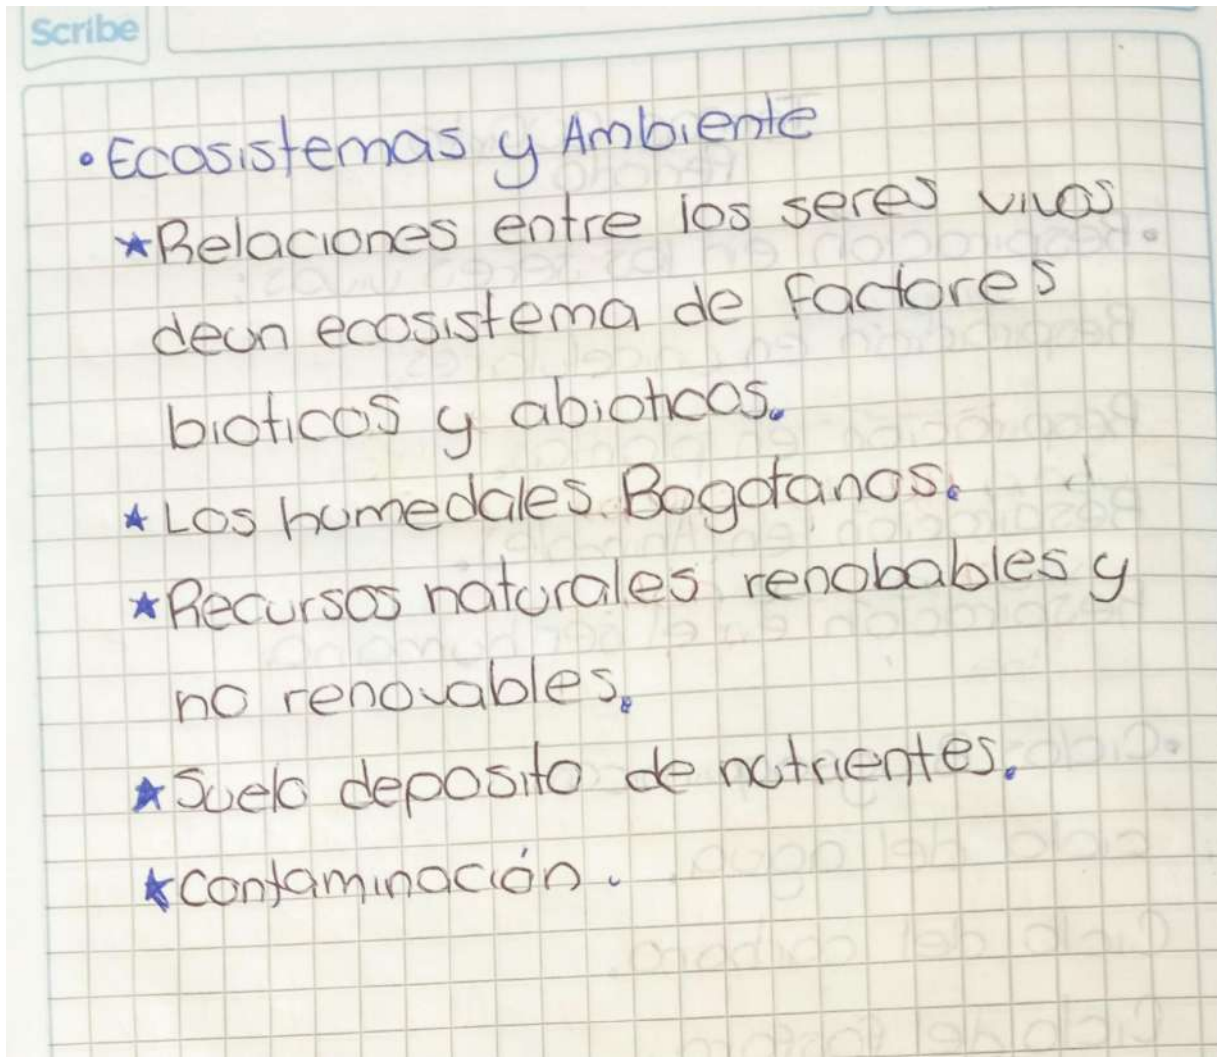 Scribe
• Ecosistemas y Ambiente
★ Relaciones entre los seres vivos
deun ecosistema de factores
bioticos y abioticos.
★ Los humedales Bogotanos.
★ Recursos naturales renobables y
no renovables.
★ Suelo deposito de nutrientes.
★ contaminación.